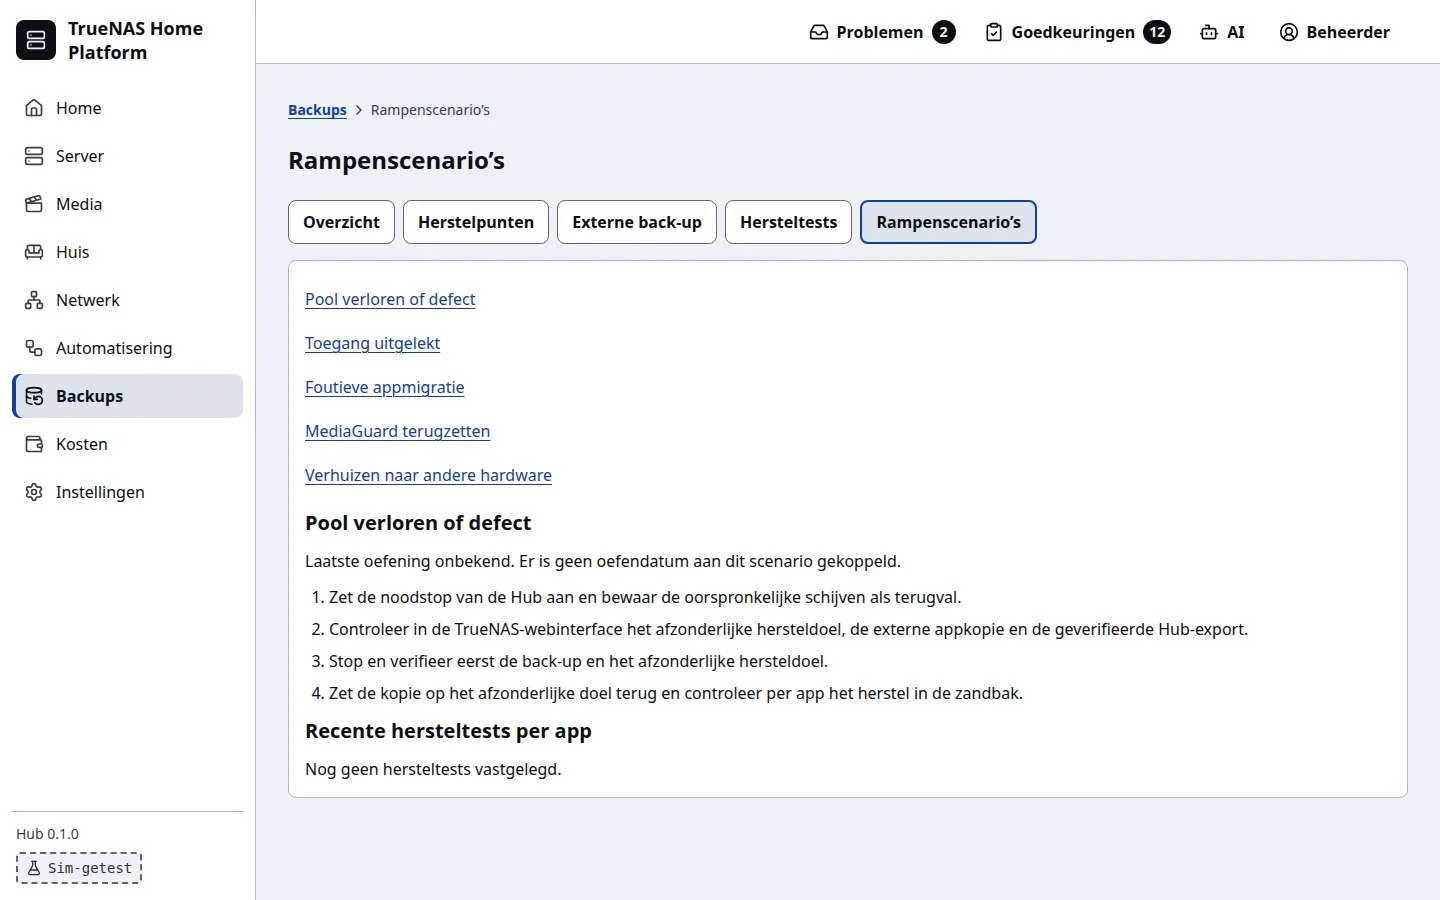 TrueNAS Home
Platform
Problemen 2
Goedkeuringen 12
AI
Beheerder
Home
Server
Media
Huis
Netwerk
Automatisering
Backups
Kosten
Instellingen
Hub 0.1.0
Sim-getest
Backups > Rampenscenario’s
Rampenscenario’s
Overzicht
Herstelpunten
Externe back-up
Hersteltests
Rampenscenario’s
Pool verloren of defect
Toegang uitgelekt
Foutieve appmigratie
MediaGuard terugzetten
Verhuizen naar andere hardware
Pool verloren of defect
Laatste oefening onbekend. Er is geen oefendatum aan dit scenario gekoppeld.
1. Zet de noodstop van de Hub aan en bewaar de oorspronkelijke schijven als terugval.
2. Controleer in de TrueNAS-webinterface het afzonderlijke hersteldoel, de externe appkopie en de geverifieerde Hub-export.
3. Stop en verifieer eerst de back-up en het afzonderlijke hersteldoel.
4. Zet de kopie op het afzonderlijke doel terug en controleer per app het herstel in de zandbak.
Recente hersteltests per app
Nog geen hersteltests vastgelegd.